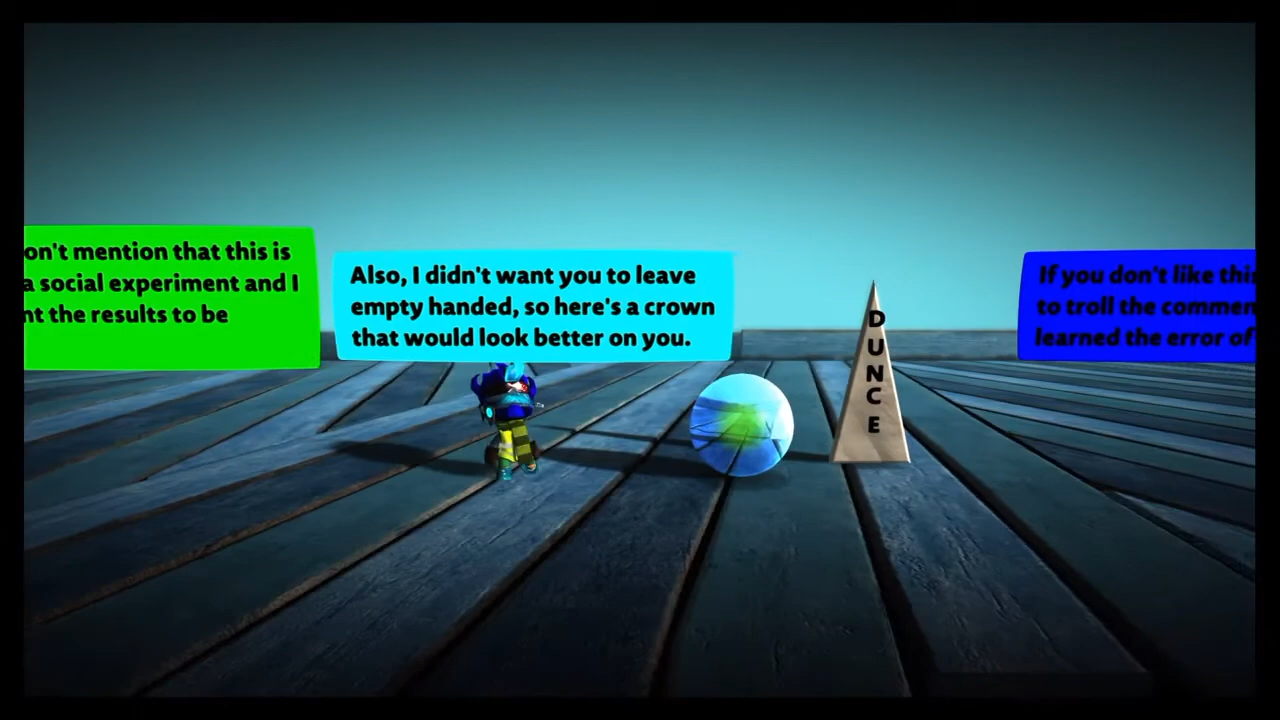 on't mention that this is
a social experiment and I
nt the results to be
Also, I didn't want you to leave
empty handed, so here's a crown
that would look better on you.
DUNCE
If you don't like this
to troll the commen
learned the error of